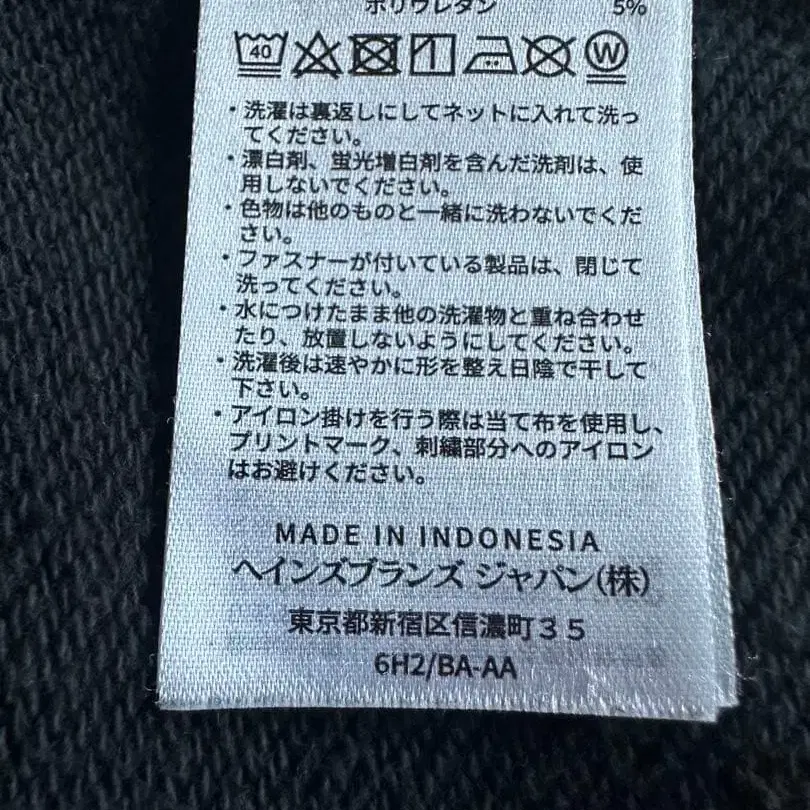 ポリウレタン 5%
40 W
・洗濯は裏返しにしてネットに入れて洗っ
てください。
・漂白剤、蛍光増白剤を含んだ洗剤は、使
用しないでください。
・色物は他のものと一緒に洗わないでくだ
さい。
・ファスナーが付いている製品は、閉じて
洗ってください。
・水につけたまま他の洗濯物と重ね合わせ
たり、放置しないようにしてください。
・洗濯後は速やかに形を整え日陰で干して
下さい。
・アイロン掛けを行う際は当て布を使用し、
プリントマーク、刺繍部分へのアイロン
はお避けください。
MADE IN INDONESIA
ヘインズブランズ ジャパン(株)
東京都新宿区信濃町３５
6H2/BA-AA